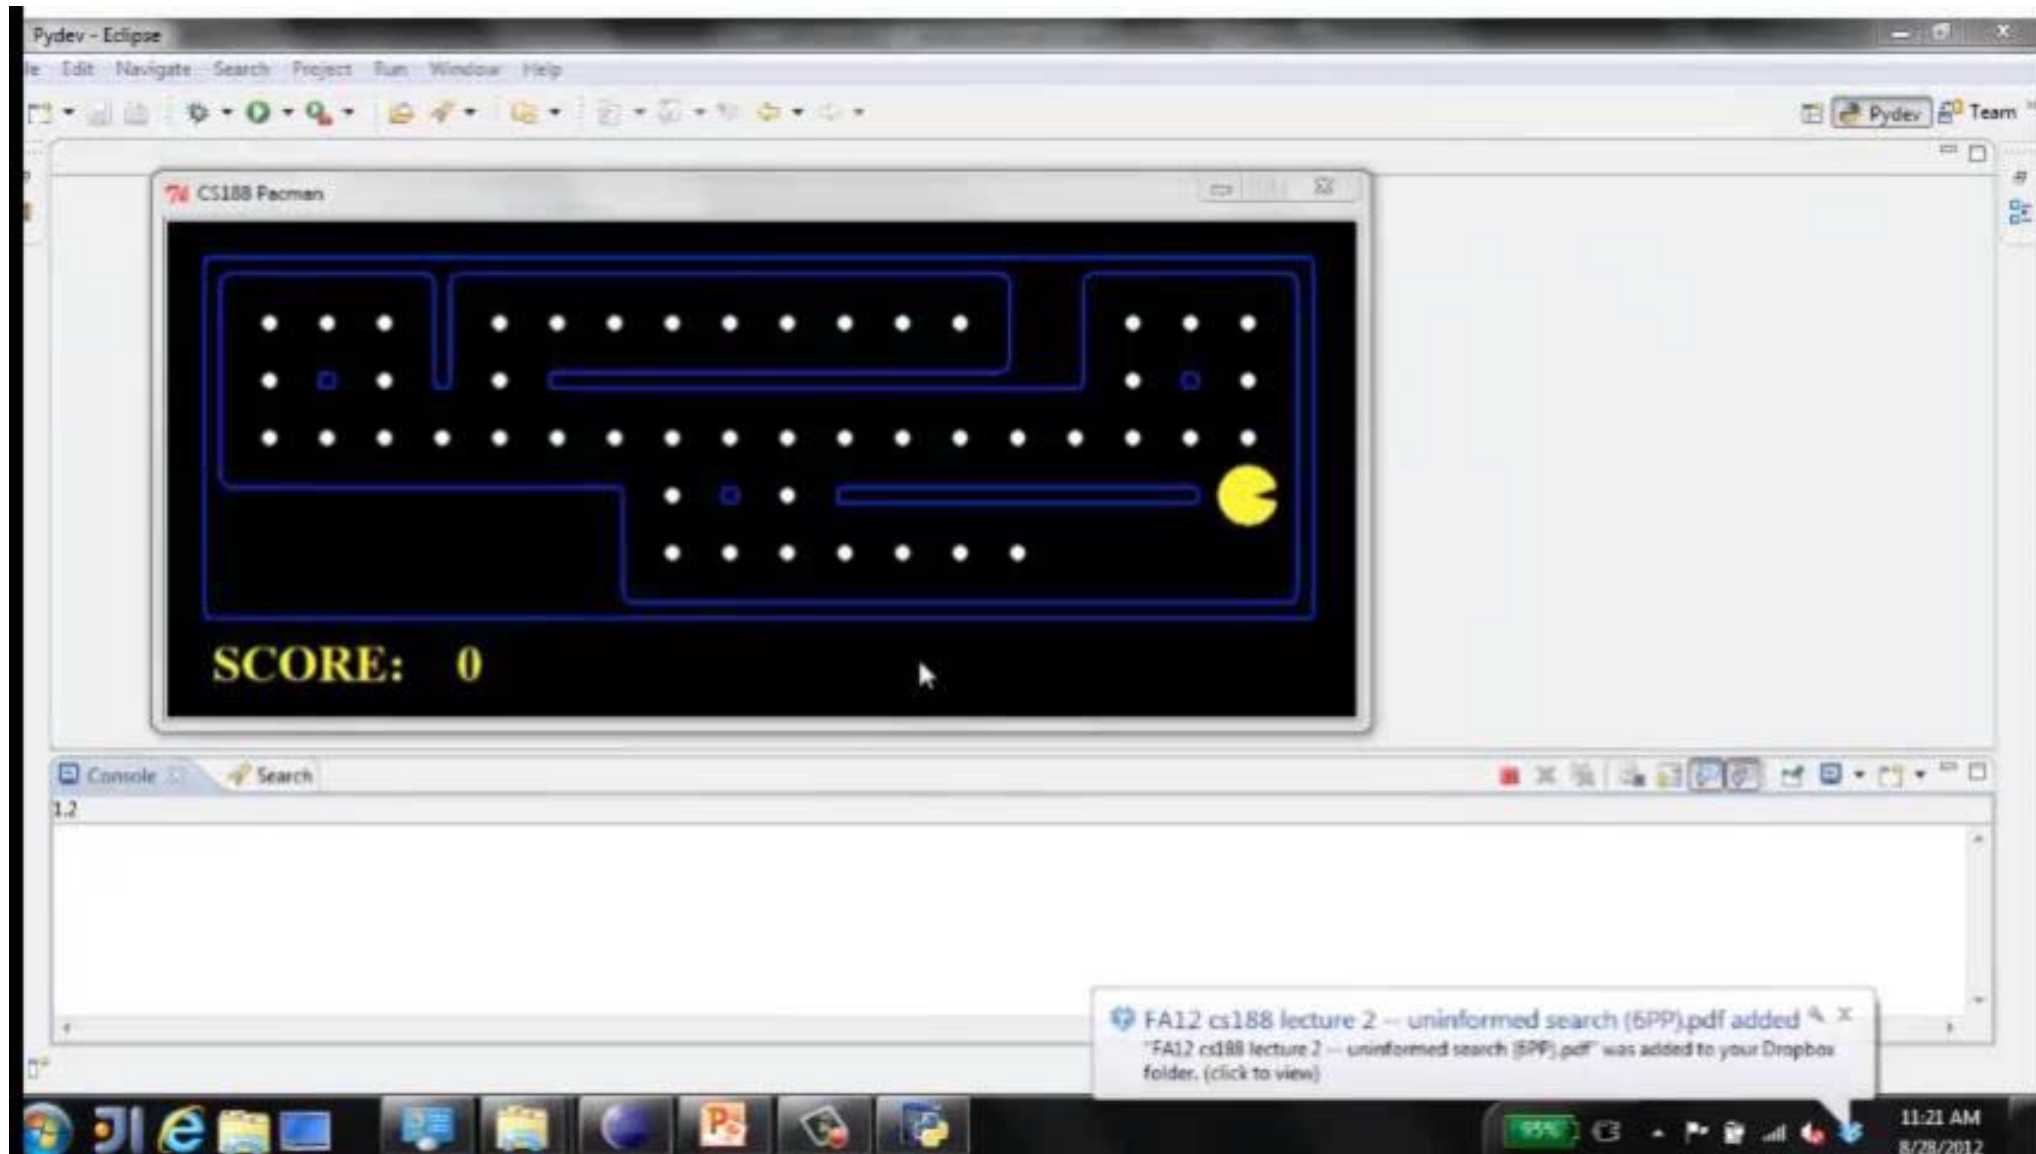 Pydev - Eclipse
le Edit Navigate Search Project Run Window Help
Pydev
Team
CS188 Pacman
SCORE: 0
Console
Search
1.2
FA12 cs188 lecture 2 -- uninformed search (6PP).pdf added
"FA12 cs188 lecture 2 -- uninformed search (6PP).pdf" was added to your Dropbox
folder. (click to view)
95%
11:21 AM
8/28/2012